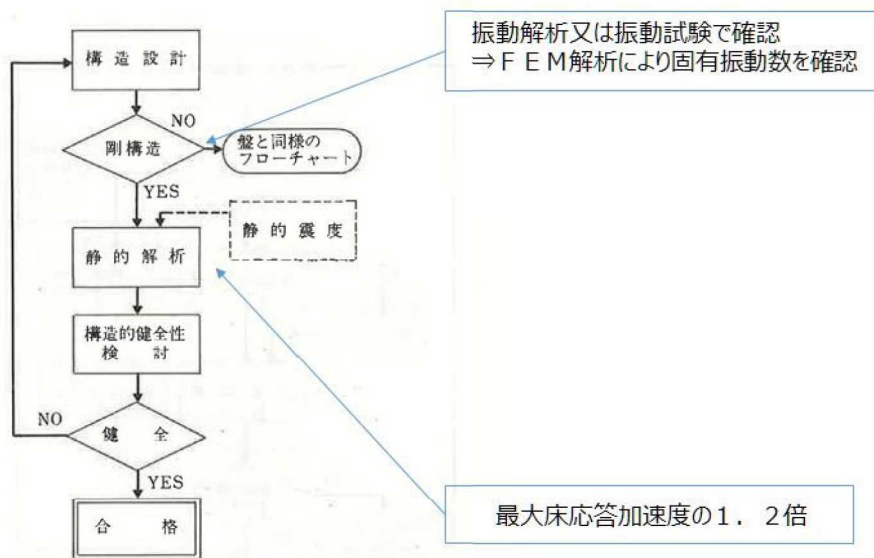 振動解析又は振動試験で確認
⇒ＦＥＭ解析により固有振動数を確認
構造設計
NO
剛構造
盤と同様の
フローチャート
YES
静的震度
静的解析
構造的健全性
検討
NO
健全
YES
合格
最大床応答加速度の１．２倍